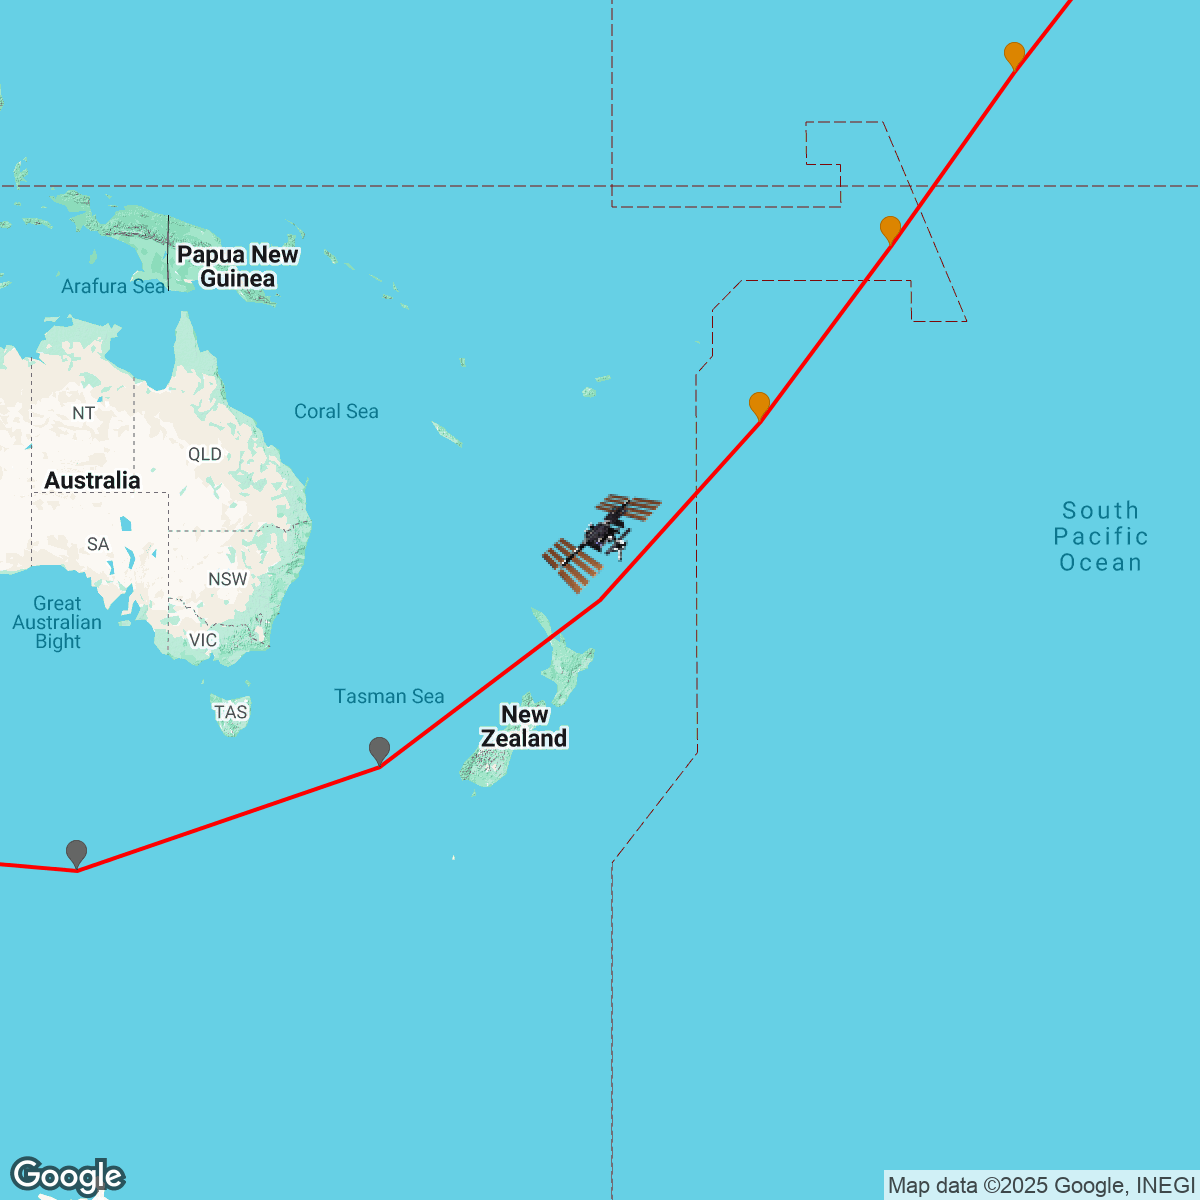 Papua New
Guinea
Arafura Sea
NT
Coral Sea
QLD
Australia
South
Pacific
Ocean
SA
NSW
Great
Australian
Bight
VIC
Tasman Sea
TAS
New
Zealand
Google
Map data ©2025 Google, INEGI